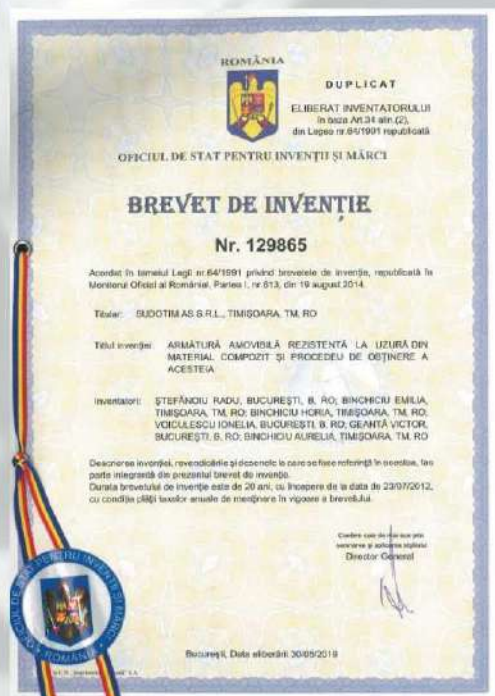 ROMÂNIA
DUPLICAT
ELIBERAT INVENTATORULUI
în baza Art.34 alin.(2),
din Legea nr.64/1991 republicată
OFICIUL DE STAT PENTRU INVENȚII ȘI MĂRCI
BREVET DE INVENȚIE
Nr. 129865
Acordat în temeiul Legii nr.64/1991 privind brevetele de invenție, republicată în
Monitorul Oficial al României, Partea I, nr.613, din 19 august 2014.
Titular: SUDOTIM AS S.R.L., TIMIȘOARA, TM, RO
Titlul invenției: ARMĂTURĂ AMOVIBILĂ REZISTENTĂ LA UZURĂ DIN
MATERIAL COMPOZIT ȘI PROCEDEU DE OBȚINERE A
ACESTEIA
Inventatori: ȘTEFĂNOIU RADU, BUCUREȘTI, B, RO; BINCHICIU EMILIA,
TIMIȘOARA, TM, RO; BINCHICIU HORIA, TIMIȘOARA, TM, RO;
VOICULESCU IONELIA, BUCUREȘTI, B, RO; GEANTĂ VICTOR,
BUCUREȘTI, B, RO; BINCHICIU AURELIA, TIMIȘOARA, TM, RO
Descrierea invenției, revendicările și desenele la care se face referință în acestea, fac
parte integrantă din prezentul brevet de invenție.
Durata brevetului de invenție este de 20 ani, cu începere de la data de 23/07/2012,
cu condiția plății taxelor anuale de menținere în vigoare a brevetului.
Director General
OFICIUL DE STAT PENTRU INVENȚII ȘI MĂRCI
ROMÂNIA
București, Data eliberării 30/05/2019